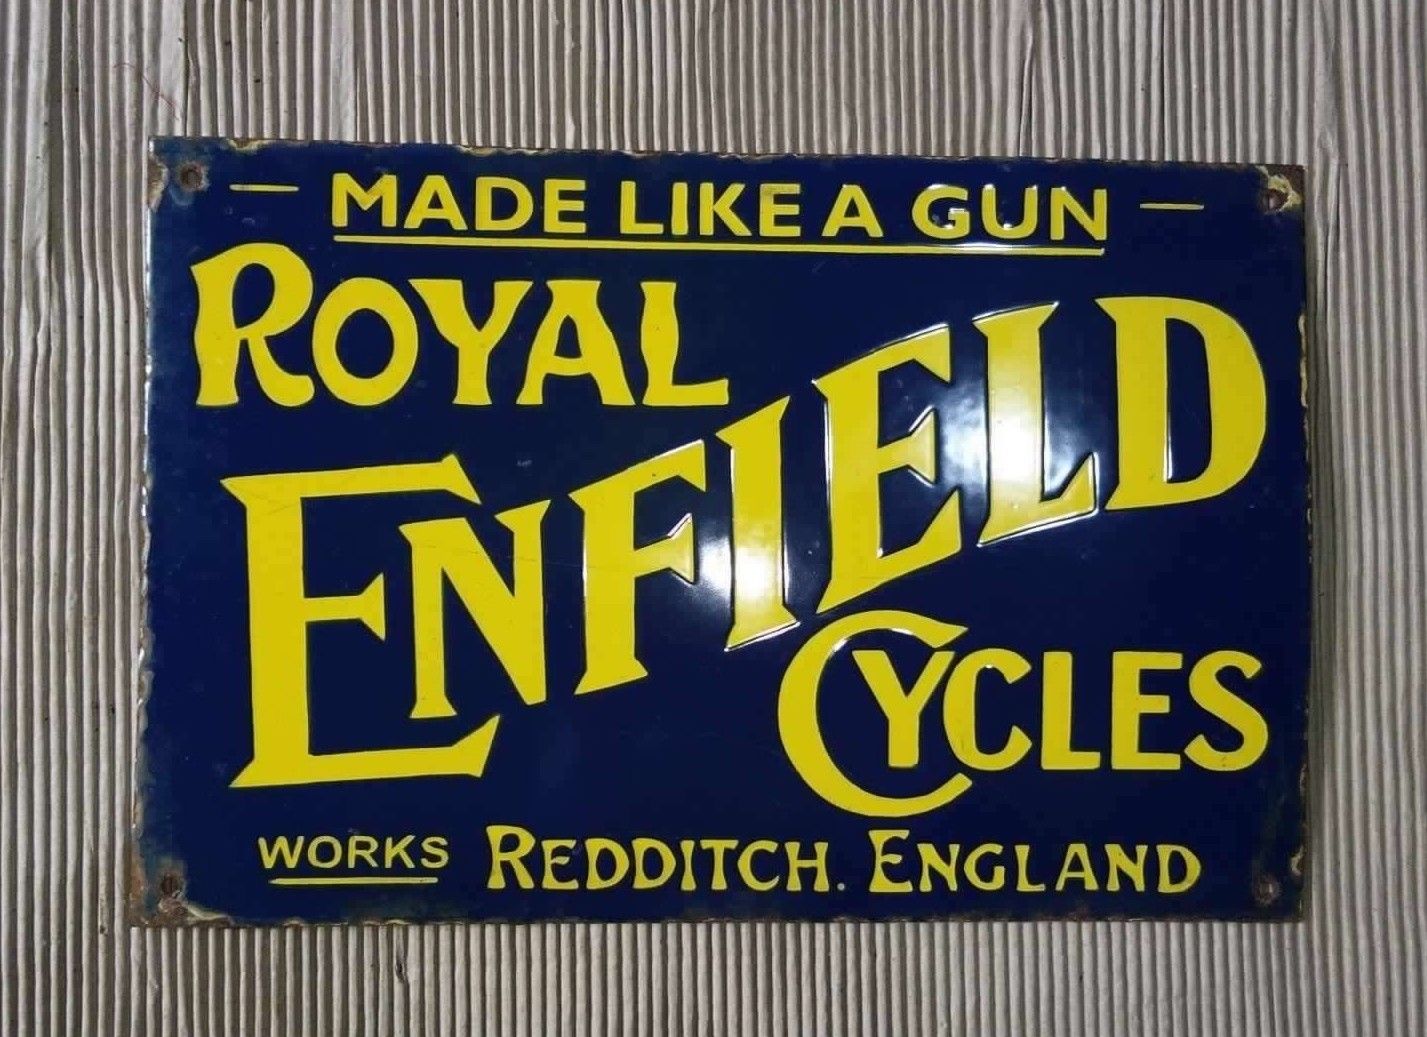 — MADE LIKE A GUN —
ROYAL
ENFIELD
CYCLES
WORKS REDDITCH. ENGLAND